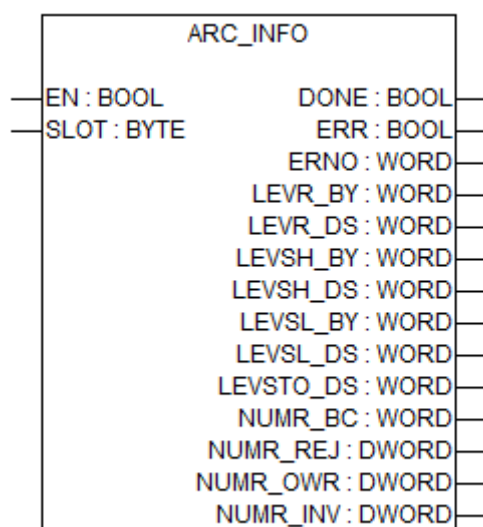 ARC_INFO
EN : BOOL DONE : BOOL
SLOT : BYTE ERR : BOOL
ERNO : WORD
LEVR_BY : WORD
LEVR_DS : WORD
LEVSH_BY : WORD
LEVSH_DS : WORD
LEVSL_BY : WORD
LEVSL_DS : WORD
LEVSTO_DS : WORD
NUMR_BC : WORD
NUMR_REJ : DWORD
NUMR_OWR : DWORD
NUMR_INV : DWORD